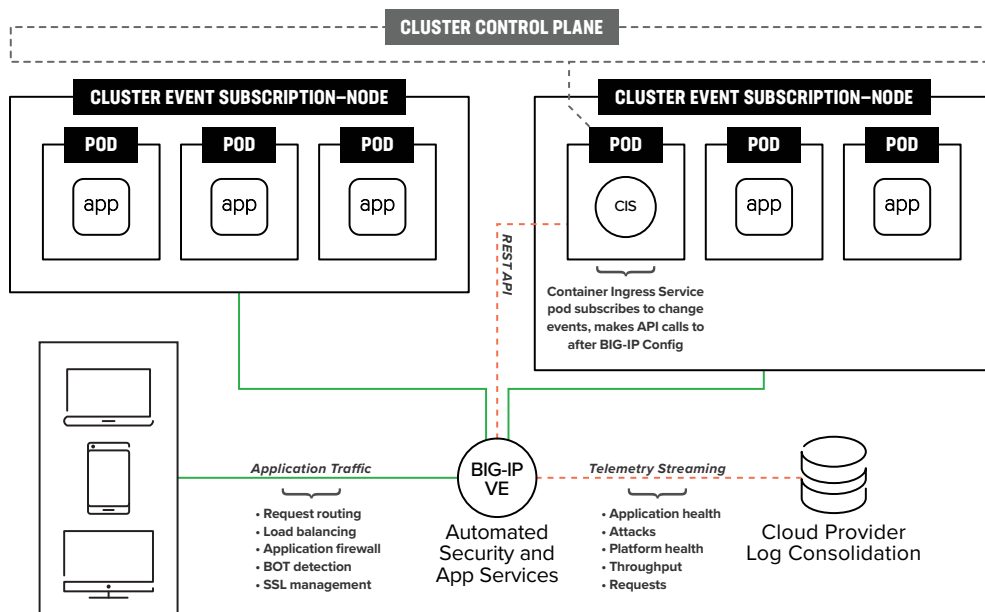 CLUSTER CONTROL PLANE
CLUSTER EVENT SUBSCRIPTION–NODE
POD
POD
POD
app
app
app
CLUSTER EVENT SUBSCRIPTION–NODE
POD
POD
POD
CIS
app
app
REST API
Container Ingress Service
pod subscribes to change
events, makes API calls to
after BIG-IP Config
Application Traffic
• Request routing
• Load balancing
• Application firewall
• BOT detection
• SSL management
BIG-IP
VE
Automated
Security and
App Services
Telemetry Streaming
• Application health
• Attacks
• Platform health
• Throughput
• Requests
Cloud Provider
Log Consolidation